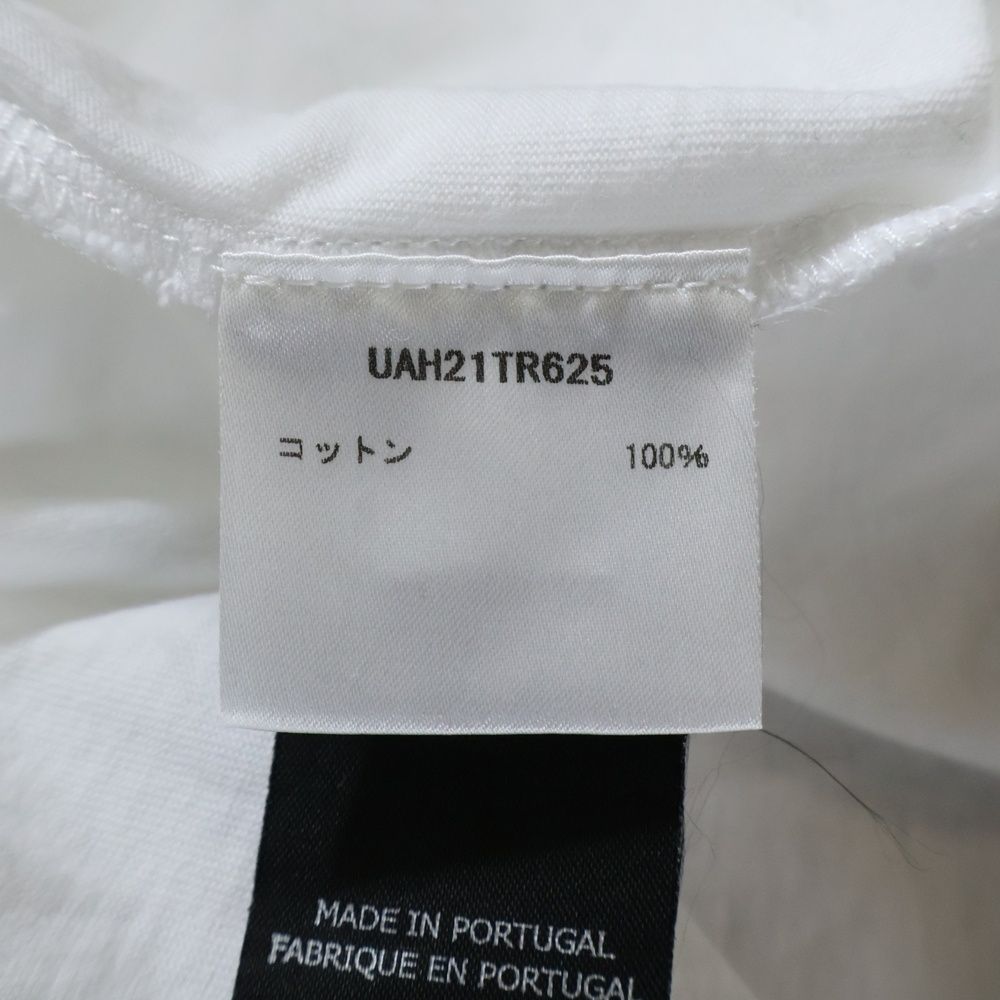 UAH21TR625
コットン 100%
MADE IN PORTUGAL
FABRIQUE EN PORTUGAL